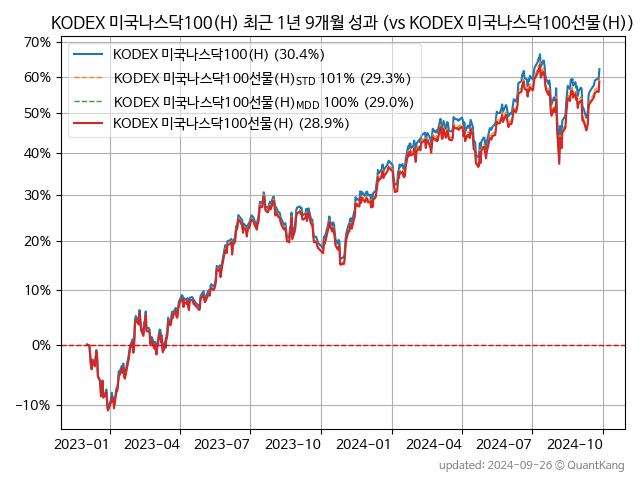 KODEX 미국나스닥100(H) 최근 1년 9개월 성과 (vs KODEX 미국나스닥100선물(H))
70%
60%
50%
40%
30%
20%
10%
0%
−10%
KODEX 미국나스닥100(H) (30.4%)
KODEX 미국나스닥100선물(H)STD 101% (29.3%)
KODEX 미국나스닥100선물(H)MDD 100% (29.0%)
KODEX 미국나스닥100선물(H) (28.9%)
2023-01 2023-04 2023-07 2023-10 2024-01 2024-04 2024-07 2024-10
updated: 2024-09-26 © QuantKang